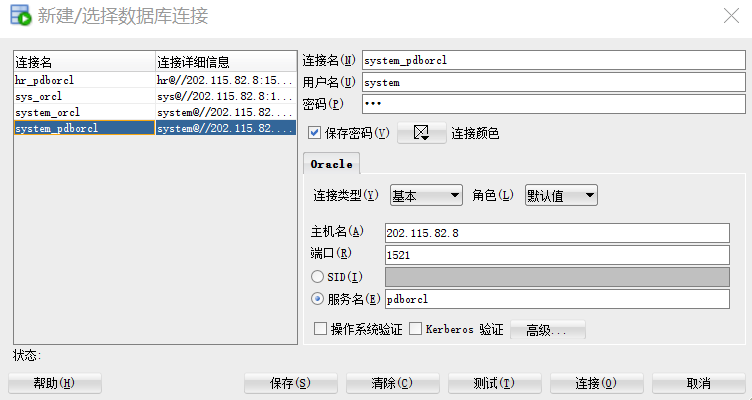 新建/选择数据库连接
连接名 连接详细信息
hr_pdborcl hr@//202.115.82.8:15...
sys_orcl sys@//202.115.82.8:1...
system_orcl system@//202.115.82....
system_pdborcl system@//202.115.82....
连接名(N) system_pdborcl
用户名(U) system
密码(P) •••
保存密码(V) 连接颜色
Oracle
连接类型(Y) 基本 角色(L) 默认值
主机名(A) 202.115.82.8
端口(R) 1521
SID(I)
服务名(E) pdborcl
操作系统验证 Kerberos 验证 高级...
状态:
帮助(H) 保存(S) 清除(C) 测试(T) 连接(O) 取消